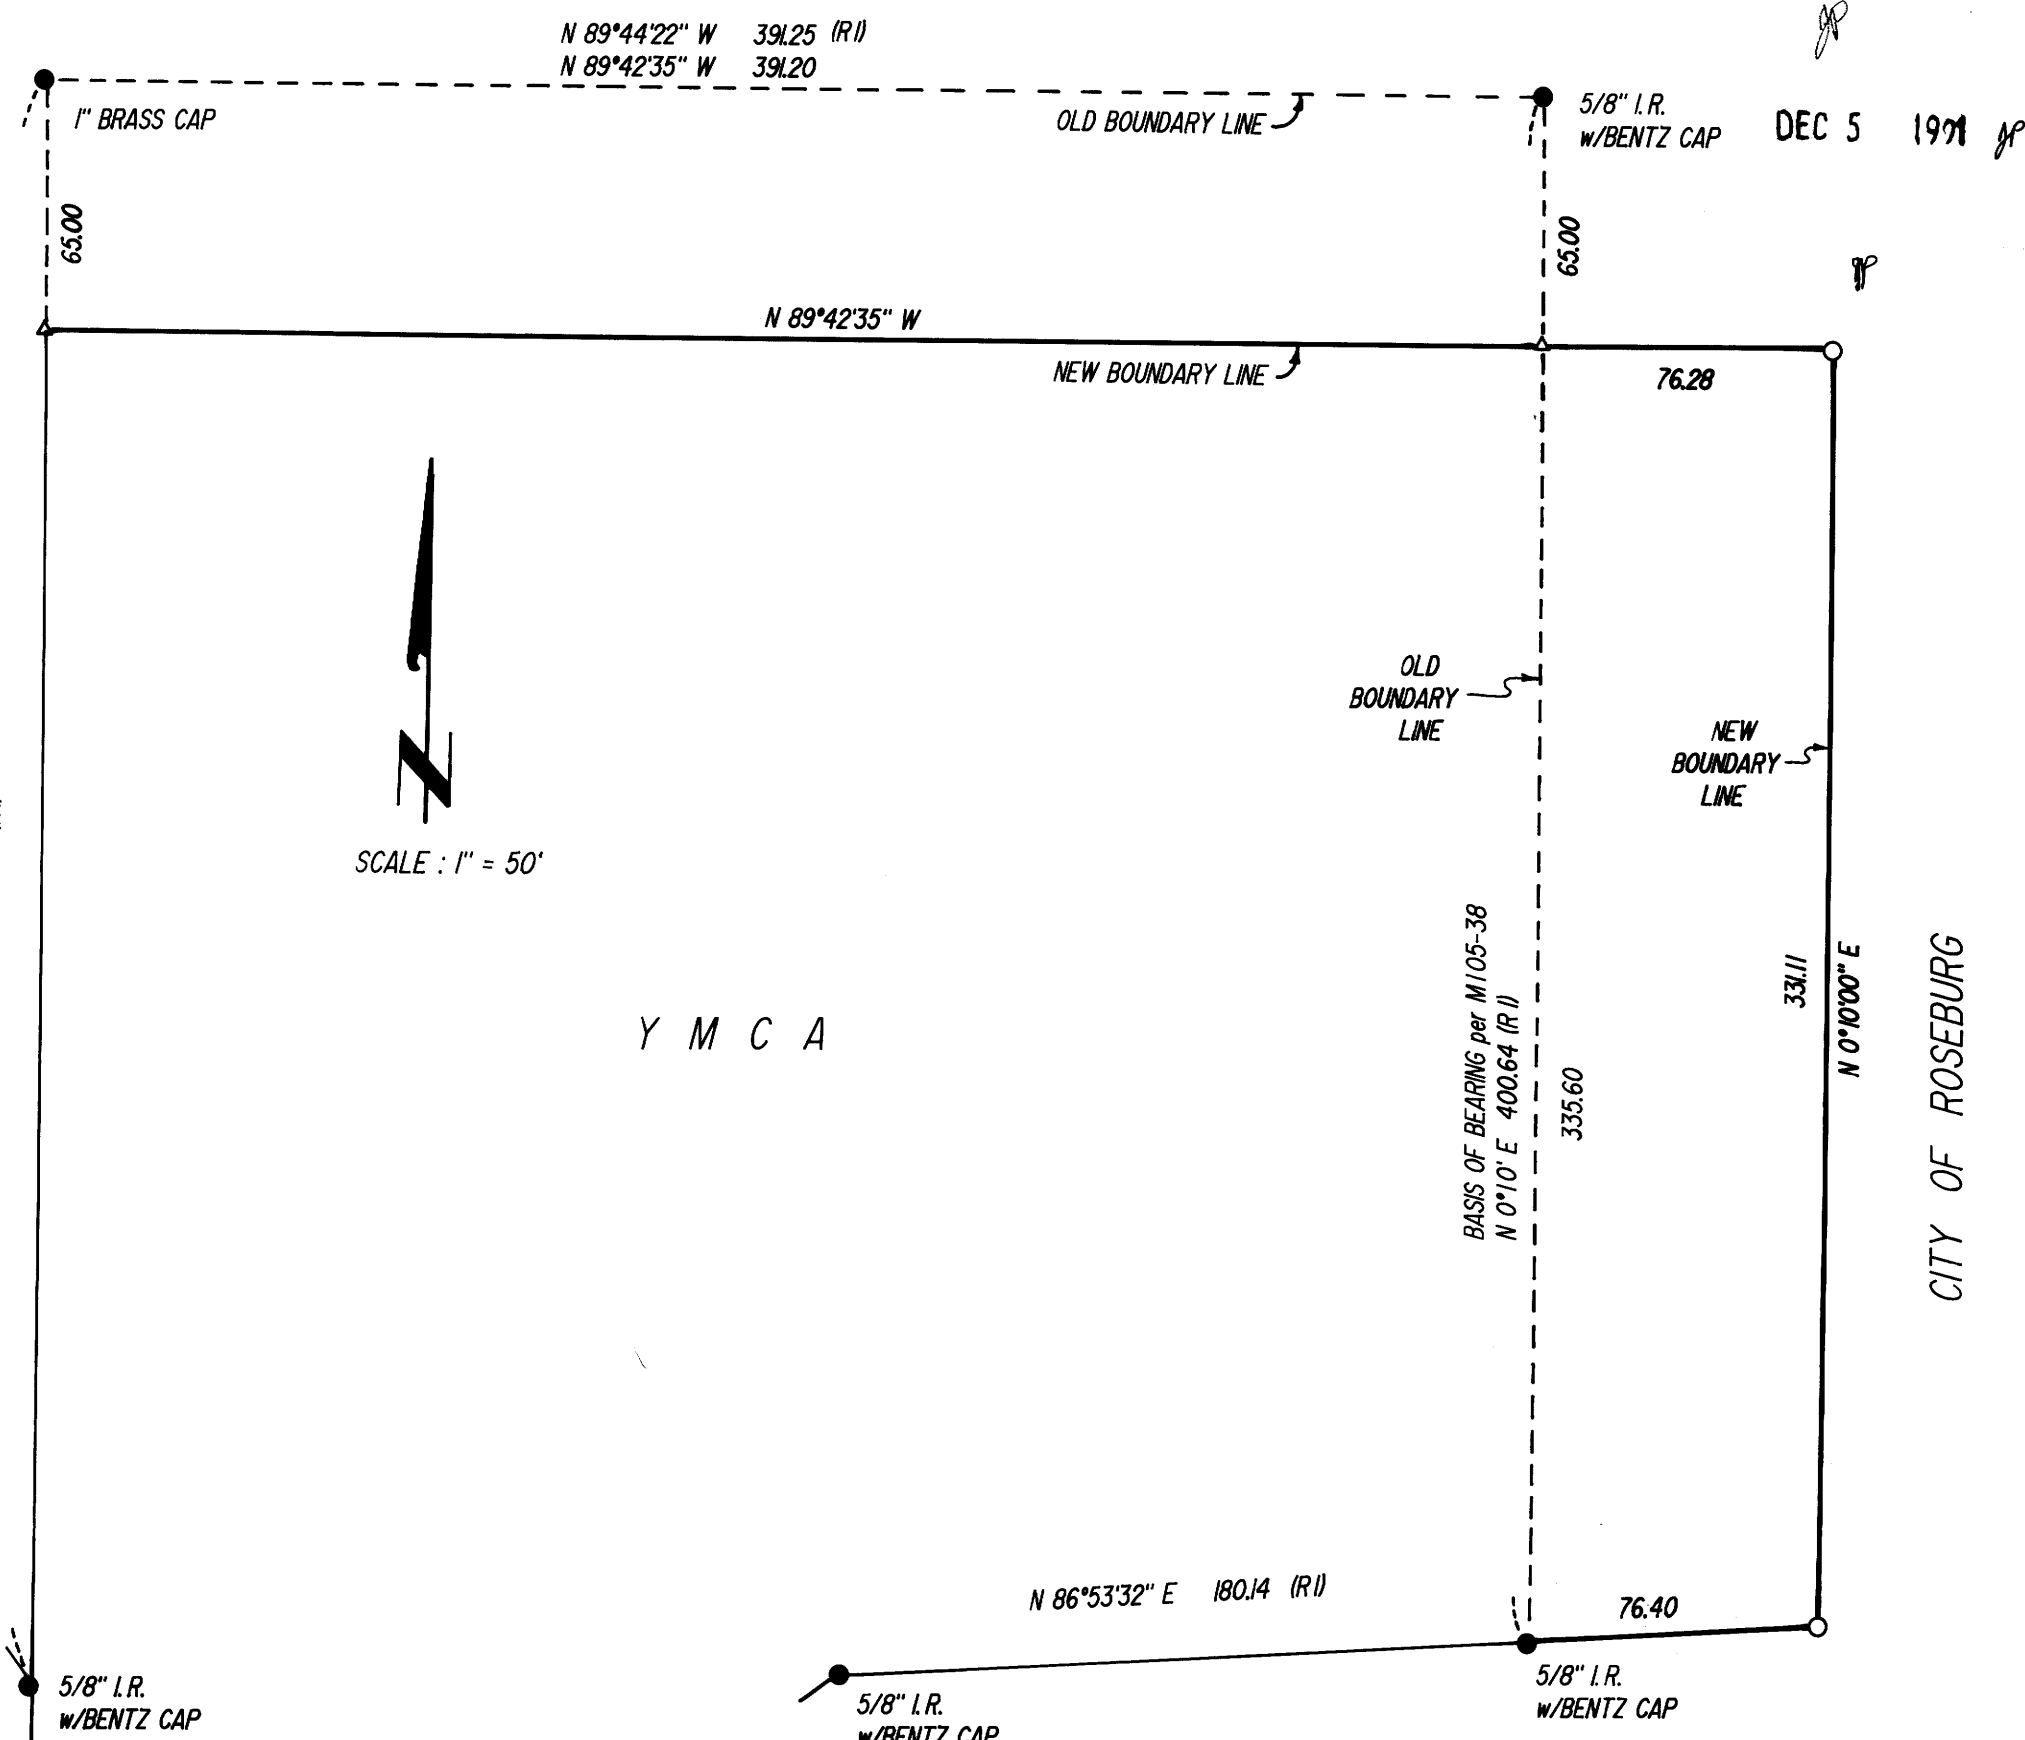 N 89°44'22" W 391.25 (R1)
N 89°42'35" W 391.20
1" BRASS CAP
OLD BOUNDARY LINE
5/8" I.R.
w/BENTZ CAP
DEC 5 1991 JP
65.00
65.00
N 89°42'35" W
NEW BOUNDARY LINE
76.28
OLD
BOUNDARY
LINE
NEW
BOUNDARY
LINE
N
SCALE : 1" = 50'
Y M C A
BASIS OF BEARING per M105-38
N 0°10' E 400.64 (R1)
335.60
331.11
N 0°10'00" E
CITY OF ROSEBURG
N 86°53'32" E 180.14 (R1)
76.40
5/8" I.R.
w/BENTZ CAP
5/8" I.R.
w/BENTZ CAP
5/8" I.R.
w/BENTZ CAP